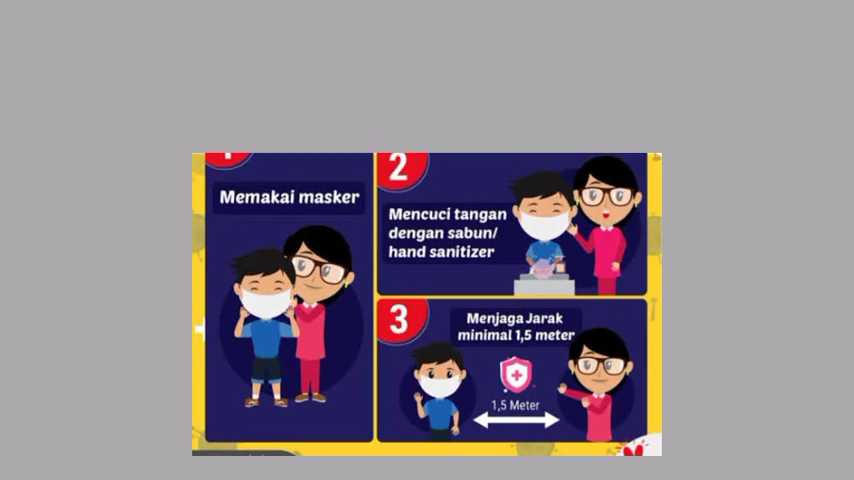 1
Memakai masker
2
Mencuci tangan
dengan sabun/
hand sanitizer
3
Menjaga Jarak
minimal 1,5 meter
1,5 Meter